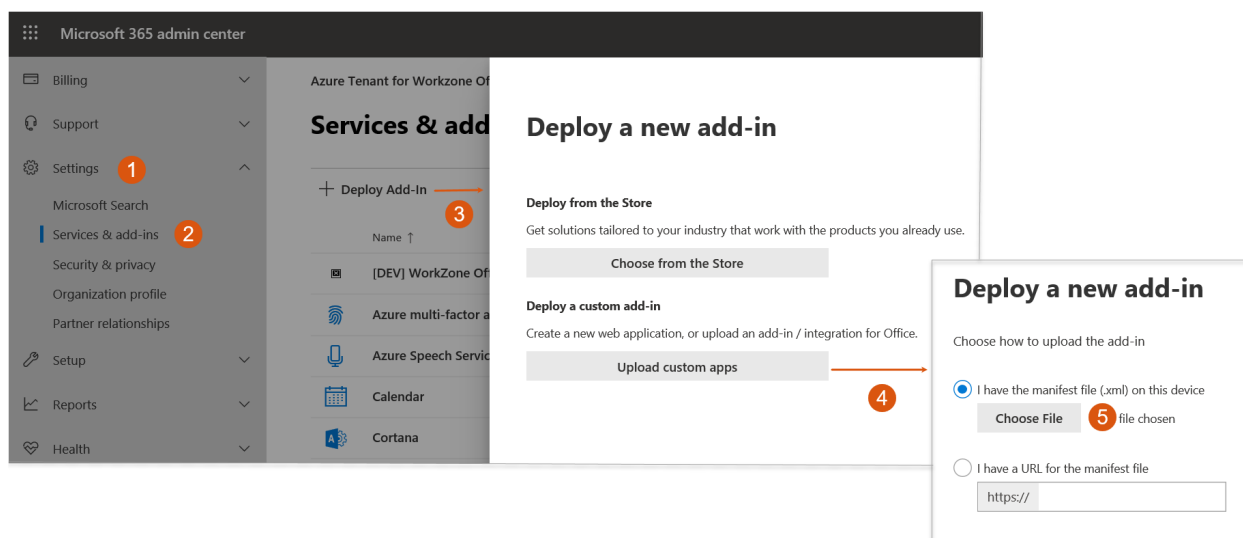 Microsoft 365 admin center
Billing
Support
Settings 1
Microsoft Search
Services & add-ins 2
Security & privacy
Organization profile
Partner relationships
Setup
Reports
Health
Azure Tenant for Workzone Of
Services & add
+ Deploy Add-In
3
Name ↑
[DEV] WorkZone Of
Azure multi-factor a
Azure Speech Servic
Calendar
Cortana
Deploy a new add-in
Deploy from the Store
Get solutions tailored to your industry that work with the products you already use.
Choose from the Store
Deploy a custom add-in
Create a new web application, or upload an add-in / integration for Office.
Upload custom apps
4
Deploy a new add-in
Choose how to upload the add-in
I have the manifest file (.xml) on this device
Choose File 5 file chosen
I have a URL for the manifest file
https://